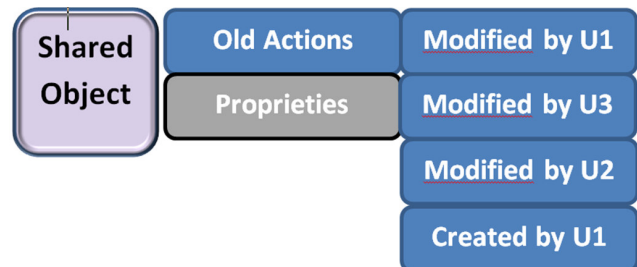 Shared
Object
Old Actions
Proprieties
Modified by U1
Modified by U3
Modified by U2
Created by U1